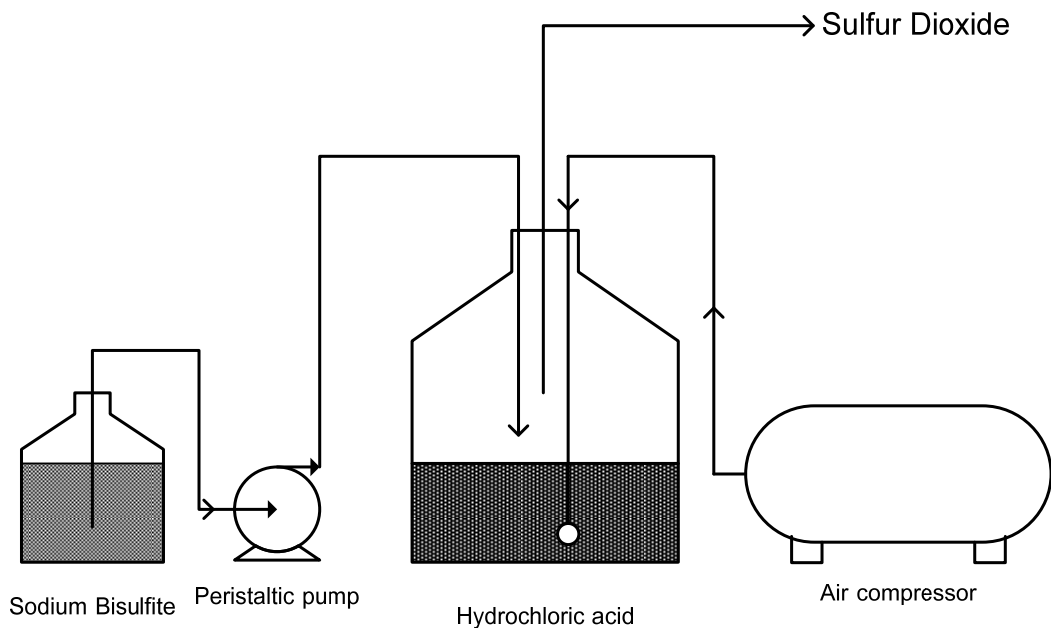 Sulfur Dioxide
Sodium Bisulfite
Peristaltic pump
Hydrochloric acid
Air compressor